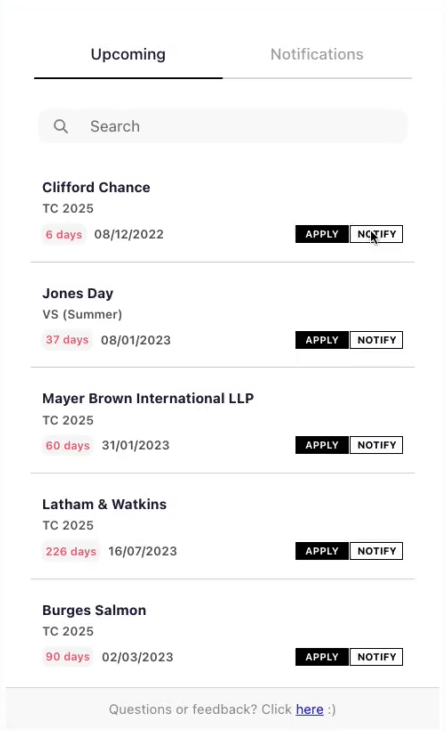 Upcoming Notifications
Search
Clifford Chance
TC 2025
6 days 08/12/2022 APPLY NOTIFY
Jones Day
VS (Summer)
37 days 08/01/2023 APPLY NOTIFY
Mayer Brown International LLP
TC 2025
60 days 31/01/2023 APPLY NOTIFY
Latham & Watkins
TC 2025
226 days 16/07/2023 APPLY NOTIFY
Burges Salmon
TC 2025
90 days 02/03/2023 APPLY NOTIFY
Questions or feedback? Click here :)